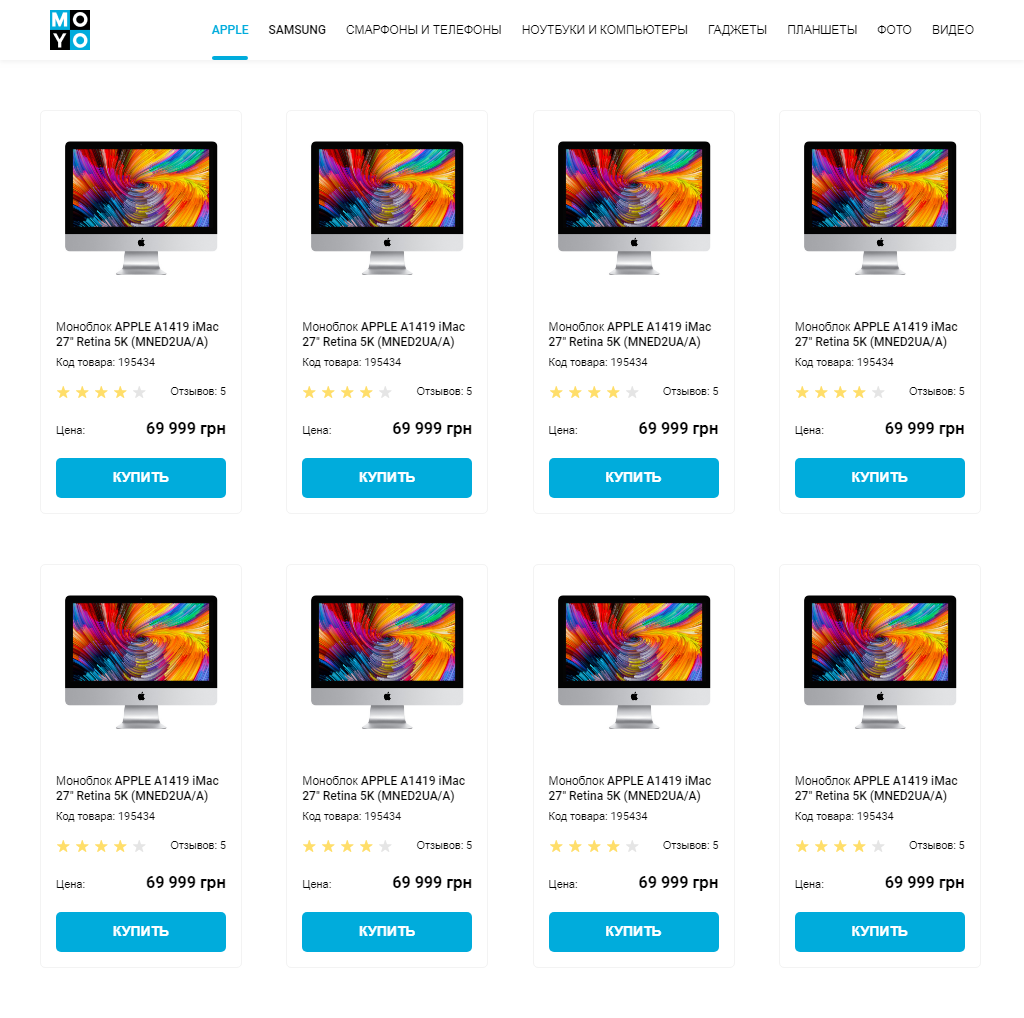 MO
YO
APPLE SAMSUNG СМАРФОНЫ И ТЕЛЕФОНЫ НОУТБУКИ И КОМПЬЮТЕРЫ ГАДЖЕТЫ ПЛАНШЕТЫ ФОТО ВИДЕО
Моноблок APPLE A1419 iMac
27" Retina 5K (MNED2UA/A)
Код товара: 195434
Отзывов: 5
Цена: 69 999 грн
КУПИТЬ
Моноблок APPLE A1419 iMac
27" Retina 5K (MNED2UA/A)
Код товара: 195434
Отзывов: 5
Цена: 69 999 грн
КУПИТЬ
Моноблок APPLE A1419 iMac
27" Retina 5K (MNED2UA/A)
Код товара: 195434
Отзывов: 5
Цена: 69 999 грн
КУПИТЬ
Моноблок APPLE A1419 iMac
27" Retina 5K (MNED2UA/A)
Код товара: 195434
Отзывов: 5
Цена: 69 999 грн
КУПИТЬ
Моноблок APPLE A1419 iMac
27" Retina 5K (MNED2UA/A)
Код товара: 195434
Отзывов: 5
Цена: 69 999 грн
КУПИТЬ
Моноблок APPLE A1419 iMac
27" Retina 5K (MNED2UA/A)
Код товара: 195434
Отзывов: 5
Цена: 69 999 грн
КУПИТЬ
Моноблок APPLE A1419 iMac
27" Retina 5K (MNED2UA/A)
Код товара: 195434
Отзывов: 5
Цена: 69 999 грн
КУПИТЬ
Моноблок APPLE A1419 iMac
27" Retina 5K (MNED2UA/A)
Код товара: 195434
Отзывов: 5
Цена: 69 999 грн
КУПИТЬ